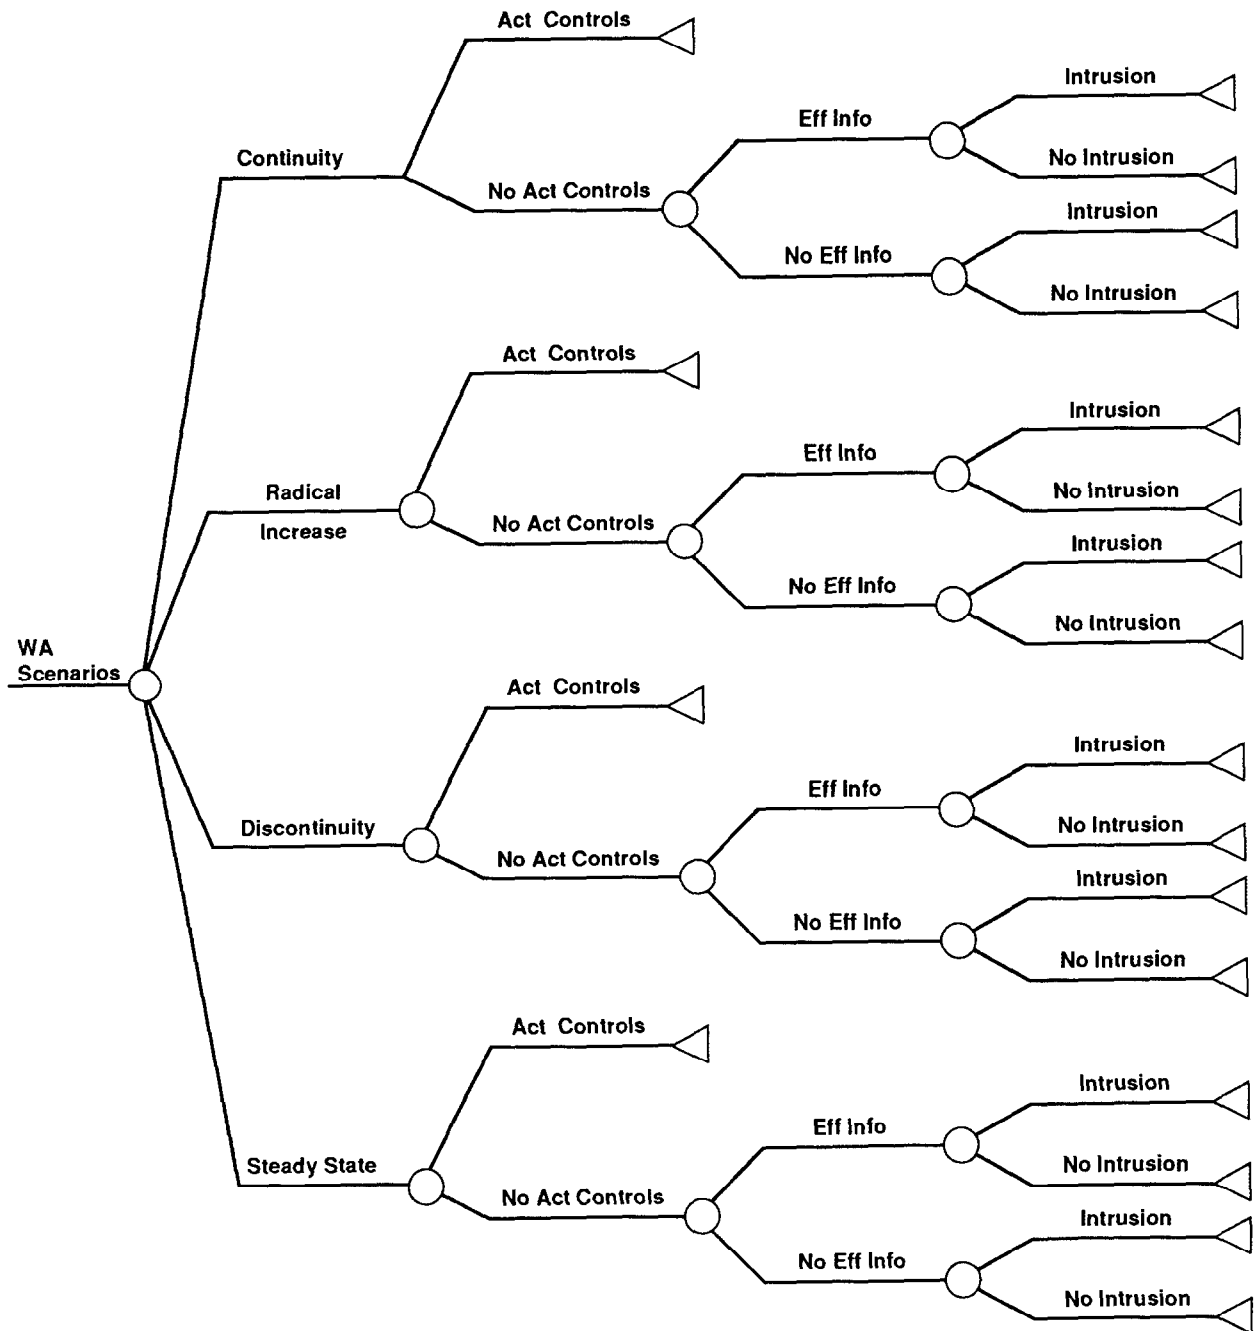 Act Controls
Intrusion
Eff Info
Continuity
No Intrusion
No Act Controls
Intrusion
No Eff Info
No Intrusion
Act Controls
Intrusion
Eff Info
Radical
Increase
No Intrusion
No Act Controls
Intrusion
No Eff Info
No Intrusion
WA
Scenarios
Act Controls
Intrusion
Eff Info
Discontinuity
No Intrusion
No Act Controls
Intrusion
No Eff Info
No Intrusion
Act Controls
Intrusion
Eff Info
Steady State
No Intrusion
No Act Controls
Intrusion
No Eff Info
No Intrusion